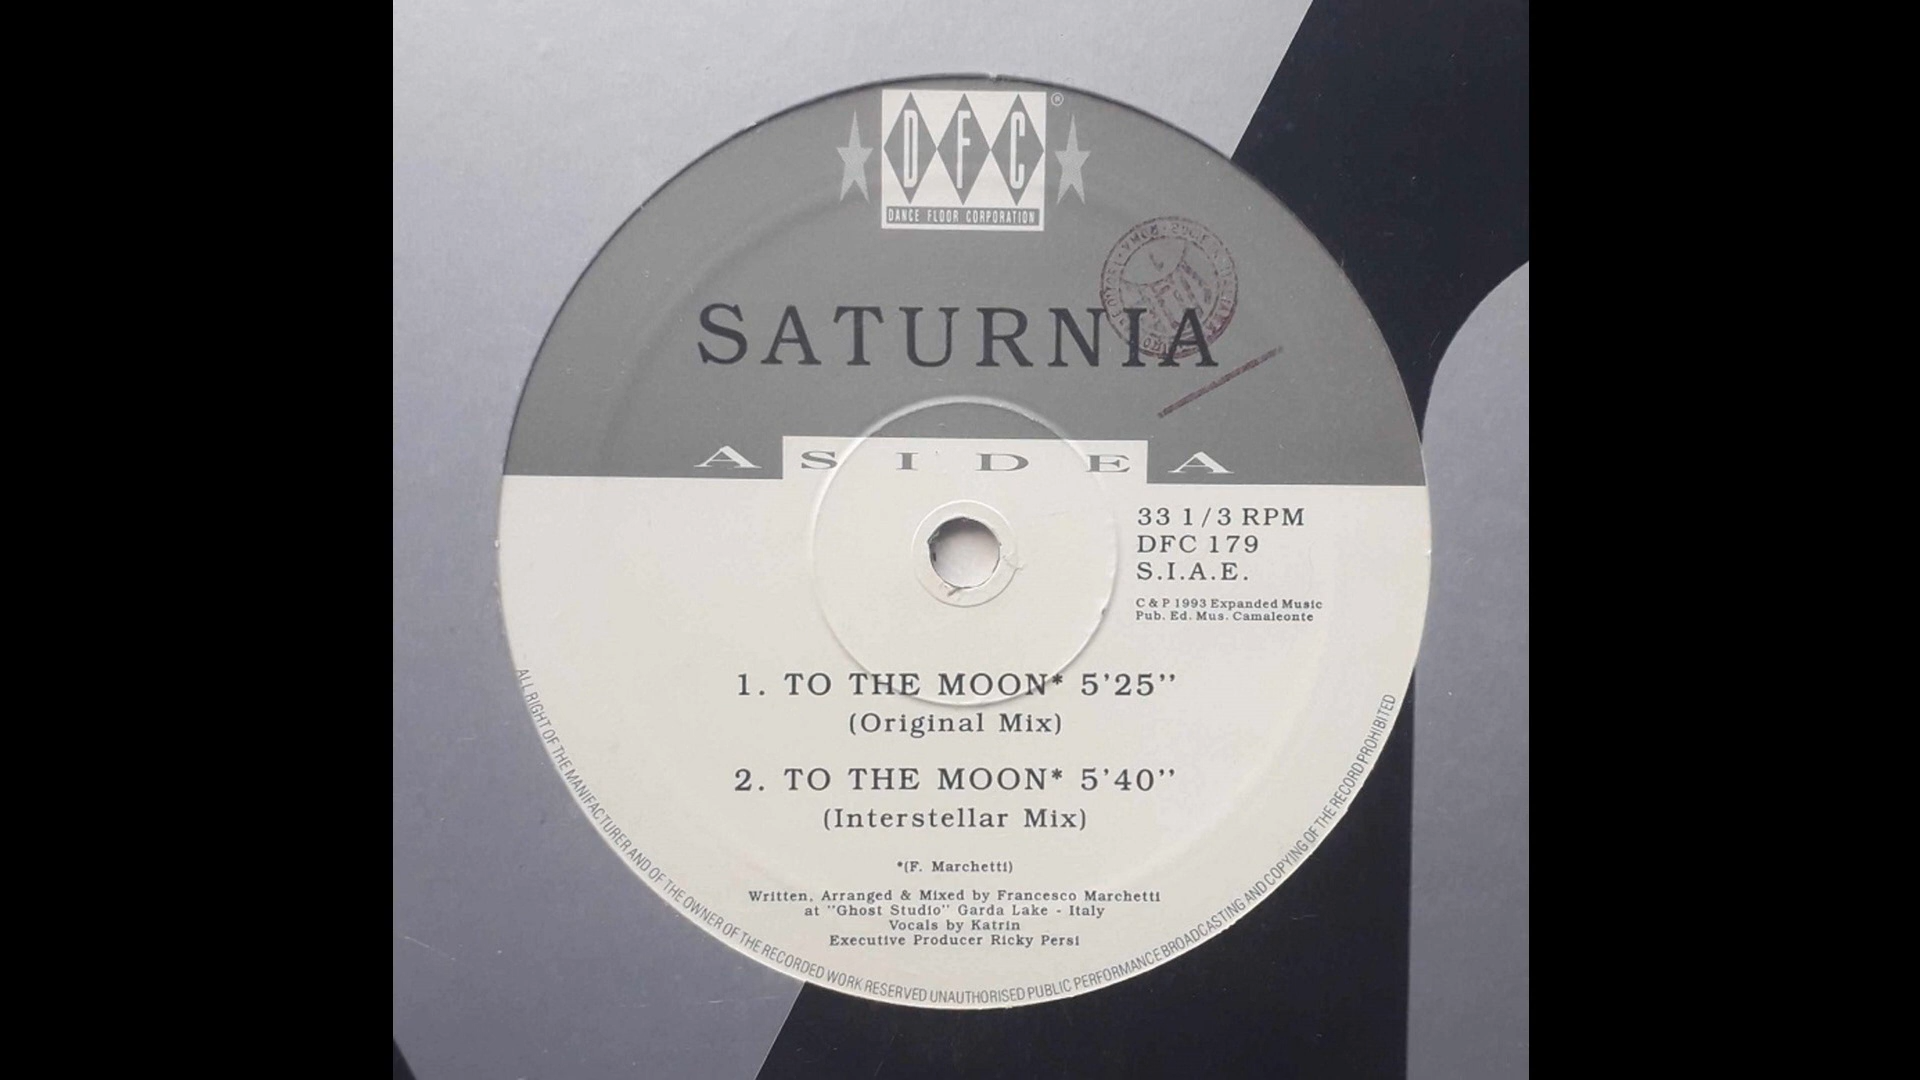 DFC
®
DANCE FLOOR CORPORATION
SATURNIA
A SIDE A
33 1/3 RPM
DFC 179
S.I.A.E.
C & P 1993 Expanded Music
Pub. Ed. Mus. Camaleonte
1. TO THE MOON* 5'25''
(Original Mix)
2. TO THE MOON* 5'40''
(Interstellar Mix)
*(F. Marchetti)
Written, Arranged & Mixed by Francesco Marchetti
at "Ghost Studio" Garda Lake - Italy
Vocals by Katrin
Executive Producer Ricky Persi
ALL RIGHT OF THE MANIFACTURER AND OF THE OWNER OF THE RECORDED WORK RESERVED UNAUTHORISED PUBLIC PERFORMANCE BROADCASTING AND COPYING OF THE RECORD PROHIBITED